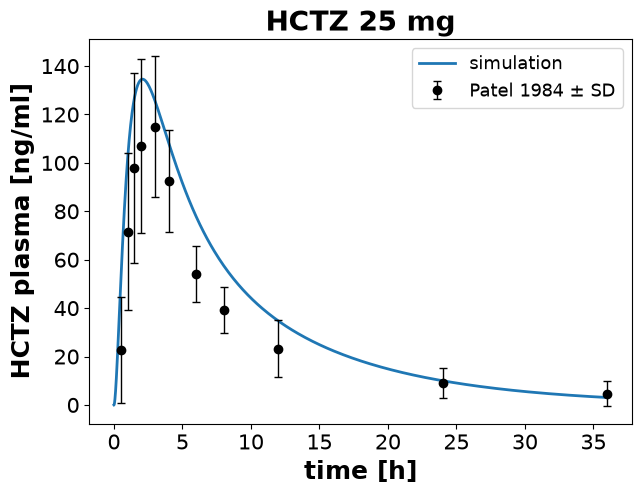 HCTZ 25 mg
simulation
Patel 1984 ± SD
HCTZ plasma [ng/ml]
140
120
100
80
60
40
20
0
0 5 10 15 20 25 30 35
time [h]